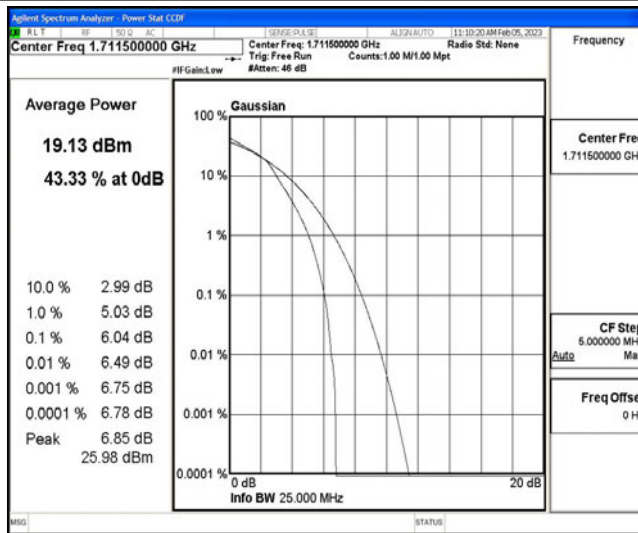 Agilent Spectrum Analyzer - Power Stat CCDF
RLT RF 50 Ω AC SENSE:PULSE ALIGNAUTO 11:10:20 AM Feb 05, 2023
Center Freq 1.711500000 GHz
Center Freq: 1.711500000 GHz Radio Std: None
Trig: Free Run Counts:1.00 M/1.00 Mpt
#IFGain:Low #Atten: 46 dB
Frequency
Average Power
19.13 dBm
43.33 % at 0dB
10.0 % 2.99 dB
1.0 % 5.03 dB
0.1 % 6.04 dB
0.01 % 6.49 dB
0.001 % 6.75 dB
0.0001 % 6.78 dB
Peak 6.85 dB
25.98 dBm
Gaussian
100 %
10 %
1 %
0.1 %
0.01 %
0.001 %
0.0001 %
0 dB 20 dB
Info BW 25.000 MHz
Center Fre
1.711500000 GH
CF Step
5.000000 MH
Auto Ma
Freq Offse
0 H
MSG STATUS